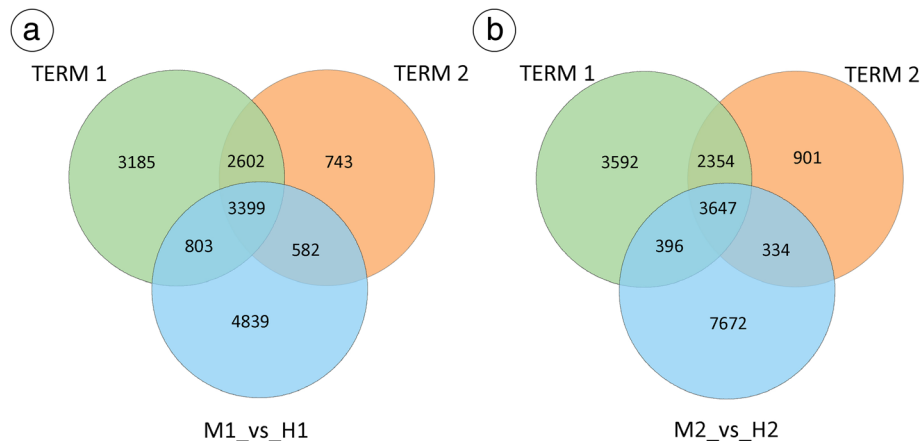 a
b
TERM 1
TERM 2
TERM 1
TERM 2
3185
2602
743
3592
2354
901
3399
3647
803
582
396
334
4839
7672
M1_vs_H1
M2_vs_H2